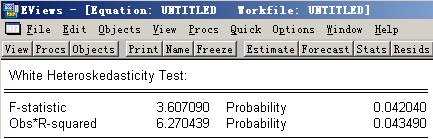 EViews - [Equation: UNTITLED Workfile: UNTITLED]
File Edit Objects View Procs Quick Options Window Help
View Procs Objects Print Name Freeze Estimate Forecast Stats Resids
White Heteroskedasticity Test:
F-statistic 3.607090 Probability 0.042040
Obs*R-squared 6.270439 Probability 0.043490